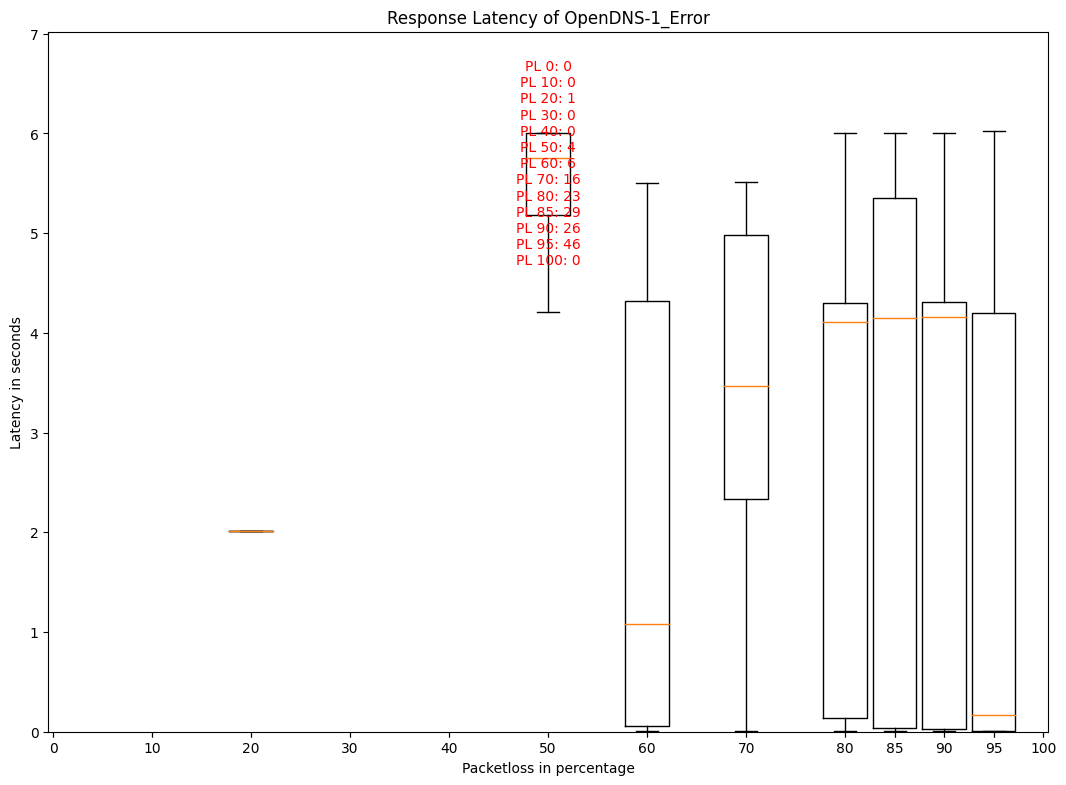 Response Latency of OpenDNS-1_Error
7
6
5
4
3
2
1
0
Latency in seconds
PL 0: 0
PL 10: 0
PL 20: 1
PL 30: 0
PL 40: 0
PL 50: 4
PL 60: 6
PL 70: 16
PL 80: 23
PL 85: 29
PL 90: 26
PL 95: 46
PL 100: 0
0 10 20 30 40 50 60 70 80 85 90 95 100
Packetloss in percentage